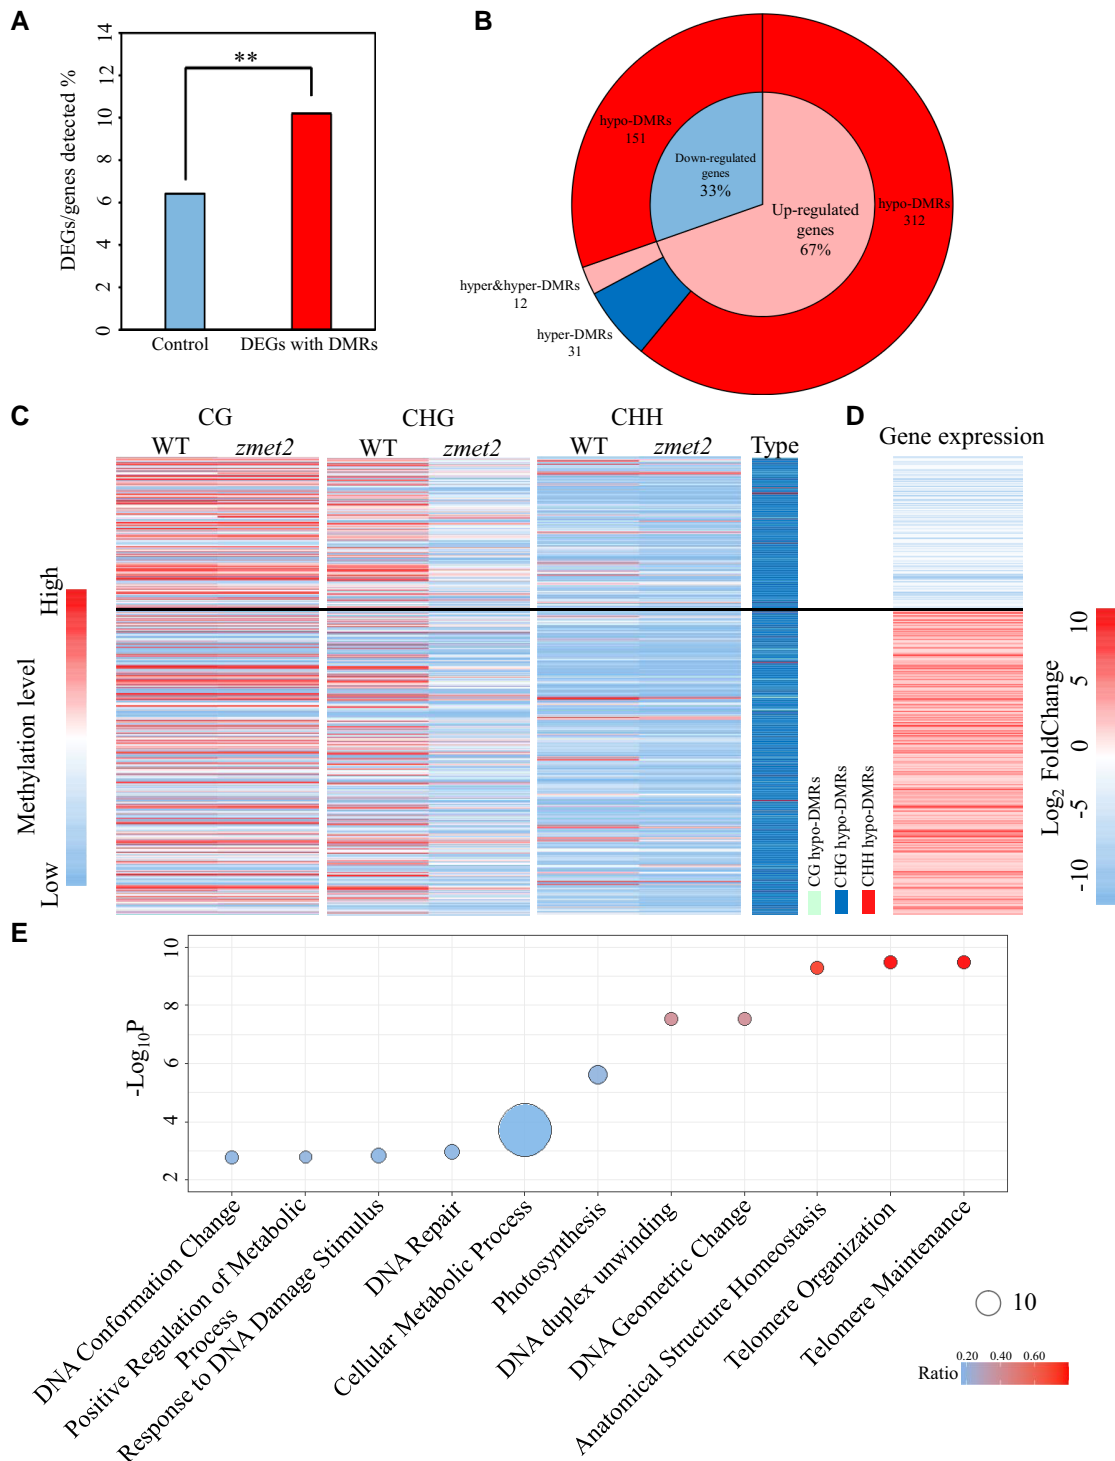 A
DEGs/genes detected %
14
12
10
8
6
4
2
0
**
Control
DEGs with DMRs
B
hypo-DMRs
151
Down-regulated
genes
33%
Up-regulated
genes
67%
hypo-DMRs
312
hyper&hyper-DMRs
12
hyper-DMRs
31
C
CG
WT
zmet2
CHG
WT
zmet2
CHH
WT
zmet2
Type
Methylation level
High
Low
CG hypo-DMRs
CHG hypo-DMRs
CHH hypo-DMRs
D
Gene expression
Log2 FoldChange
10
5
0
-5
-10
E
-Log10P
10
8
6
4
2
DNA Conformation Change
Positive Regulation of Metabolic
Process
Response to DNA Damage Stimulus
DNA Repair
Cellular Metabolic Process
Photosynthesis
DNA duplex unwinding
DNA Geometric Change
Anatomical Structure Homeostasis
Telomere Organization
Telomere Maintenance
10
Ratio
0.20 0.40 0.60